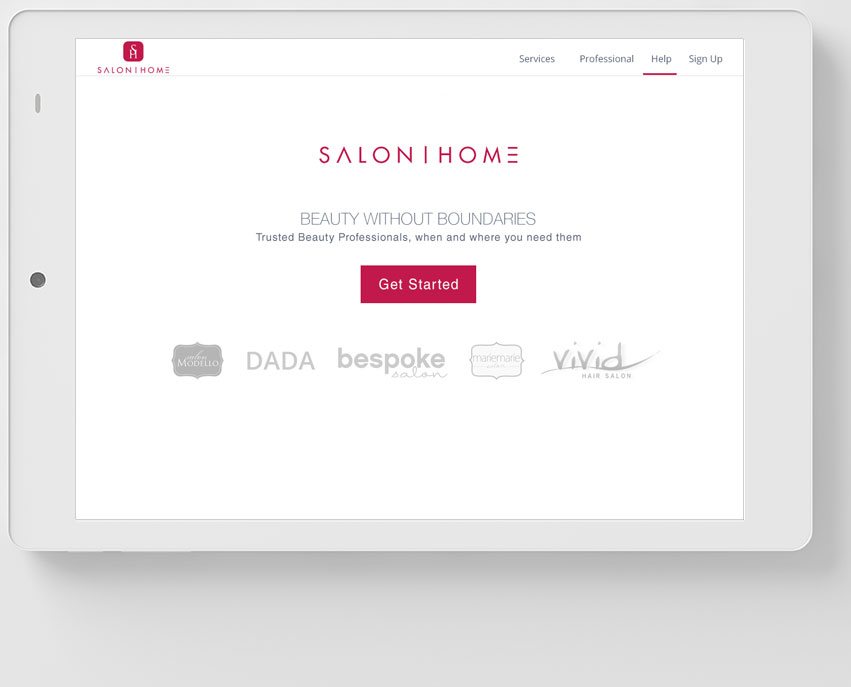 SH
SALON|HOME
Services Professional Help Sign Up
SALON|HOME
BEAUTY WITHOUT BOUNDARIES
Trusted Beauty Professionals, when and where you need them
Get Started
salon
MODELLO
DADA
bespoke
salon
mariemarie
salon
vivid
HAIR SALON